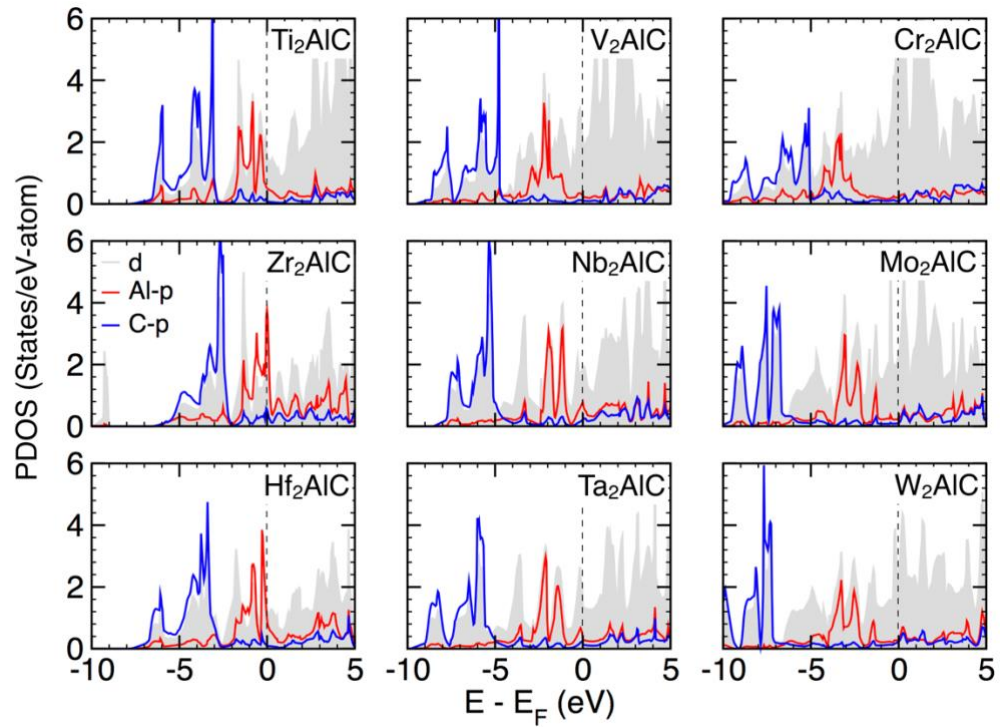 6
4
2
0
Ti₂AlC
V₂AlC
Cr₂AlC
PDOS (States/eV-atom)
6
4
2
0
d
Al-p
C-p
Zr₂AlC
Nb₂AlC
Mo₂AlC
6
4
2
0
Hf₂AlC
Ta₂AlC
W₂AlC
-10 -5 0 5 -10 -5 0 5 -10 -5 0 5
E - E_F (eV)